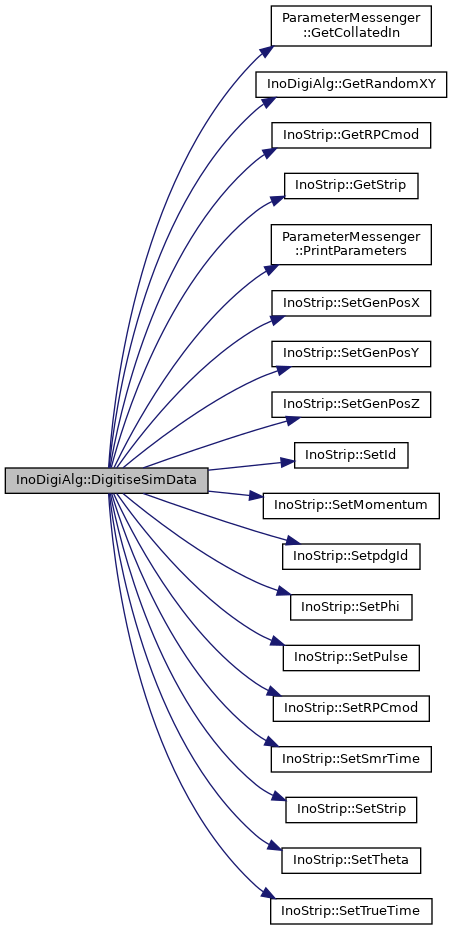 ParameterMessenger
::GetCollatedIn
InoDigiAlg::GetRandomXY
InoStrip::GetRPCmod
InoStrip::GetStrip
ParameterMessenger
::PrintParameters
InoStrip::SetGenPosX
InoStrip::SetGenPosY
InoStrip::SetGenPosZ
InoStrip::SetId
InoDigiAlg::DigitiseSimData
InoStrip::SetMomentum
InoStrip::SetpdgId
InoStrip::SetPhi
InoStrip::SetPulse
InoStrip::SetRPCmod
InoStrip::SetSmrTime
InoStrip::SetStrip
InoStrip::SetTheta
InoStrip::SetTrueTime